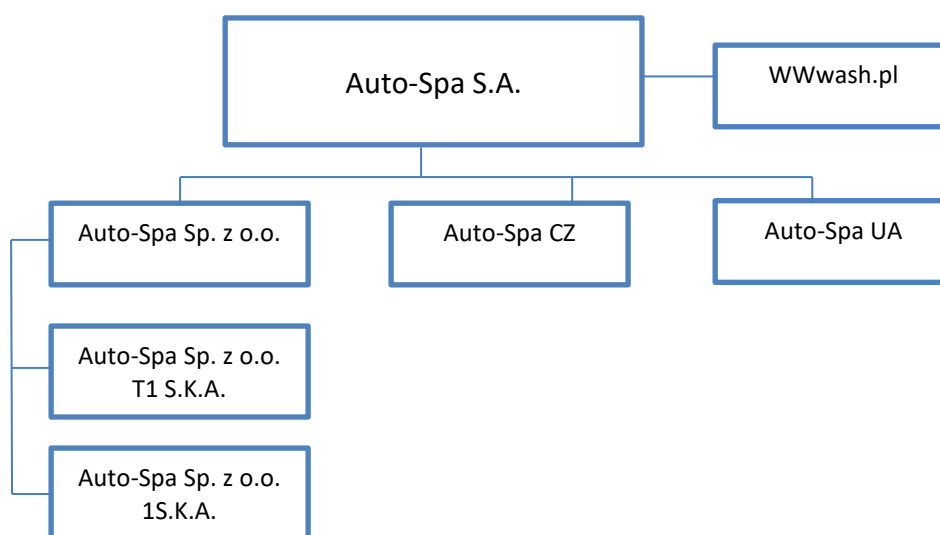 Auto-Spa S.A.
WWwash.pl
Auto-Spa Sp. z o.o.
Auto-Spa CZ
Auto-Spa UA
Auto-Spa Sp. z o.o.
T1 S.K.A.
Auto-Spa Sp. z o.o.
1S.K.A.